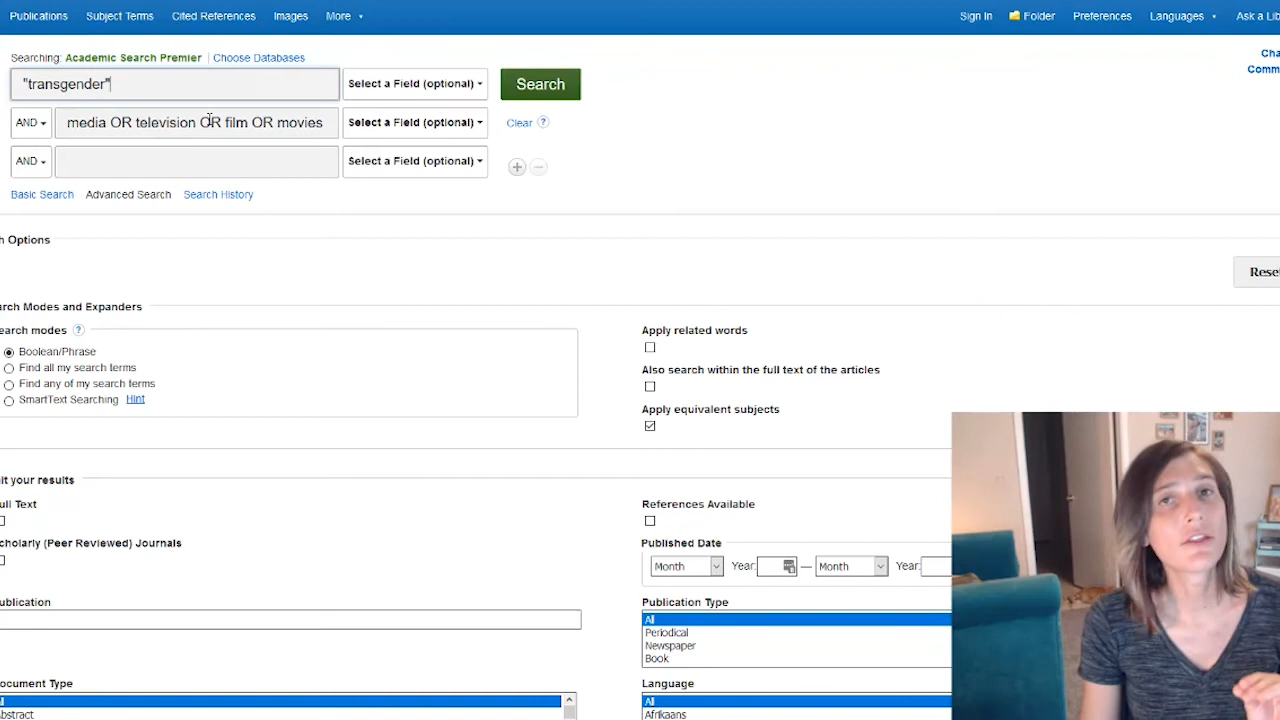 Publications Subject Terms Cited References Images More Sign In Folder Preferences Languages Ask a
Searching: Academic Search Premier Choose Databases
"transgender" Select a Field (optional) Search
AND media OR television OR film OR movies Select a Field (optional) Clear ?
AND Select a Field (optional) + −
Basic Search Advanced Search Search History
Options
Search Modes and Expanders
search modes ?
Boolean/Phrase
Find all my search terms
Find any of my search terms
SmartText Searching Hint
Apply related words
Also search within the full text of the articles
Apply equivalent subjects
your results
Full Text
References Available
Scholarly (Peer Reviewed) Journals
Published Date
Month Year: — Month Year:
Publication
Publication Type
All
Periodical
Newspaper
Book
Document Type
All
Abstract
Language
All
Afrikaans